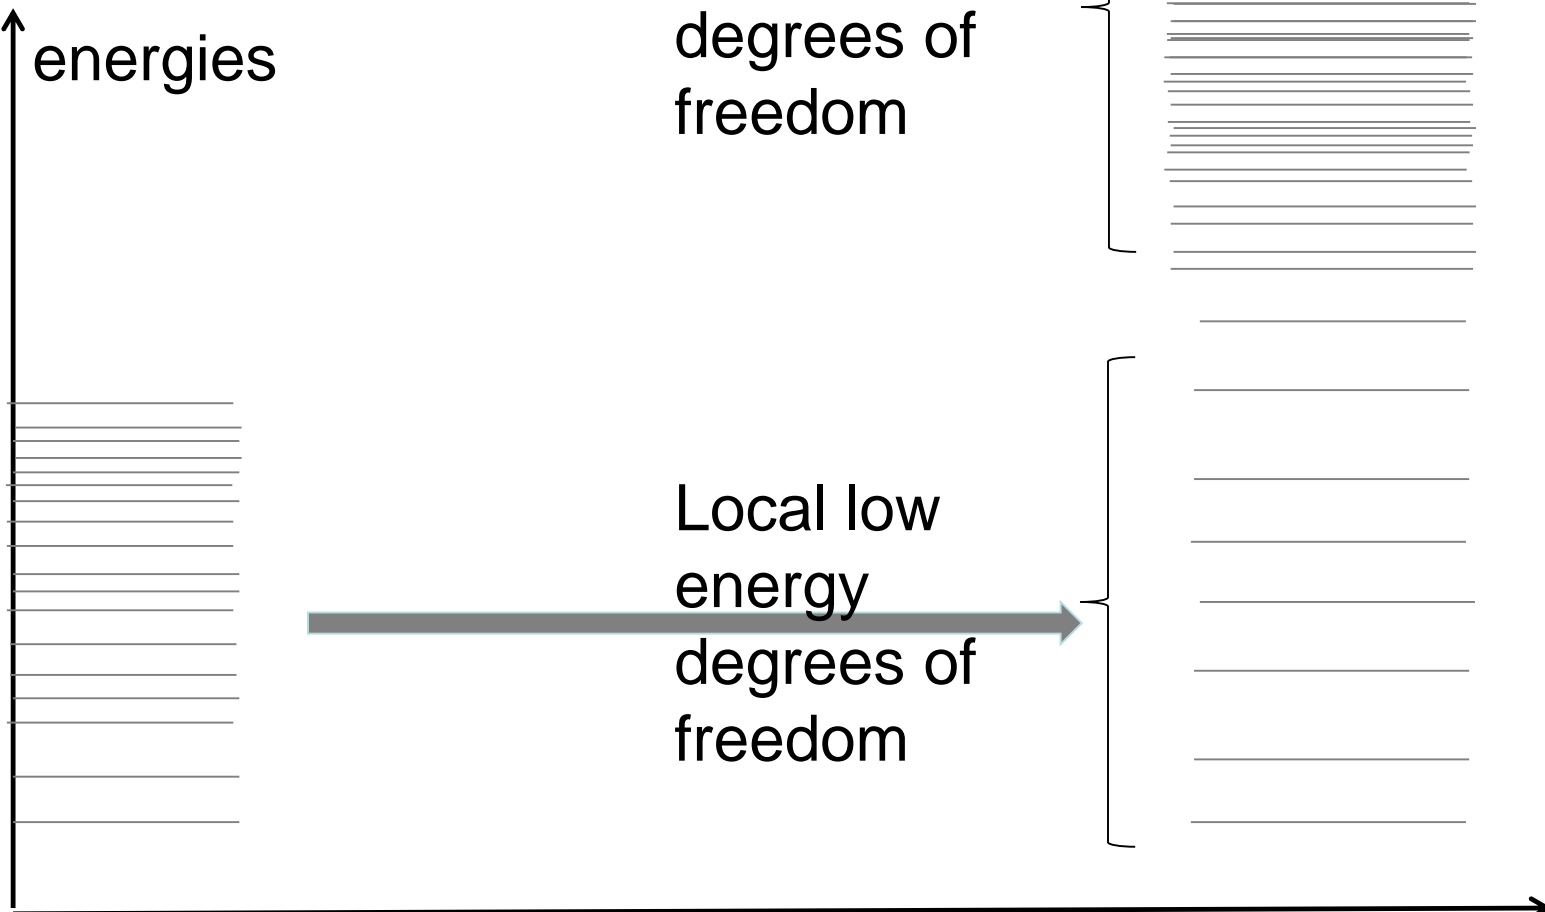 energies
degrees of
freedom
Local low
energy
degrees of
freedom